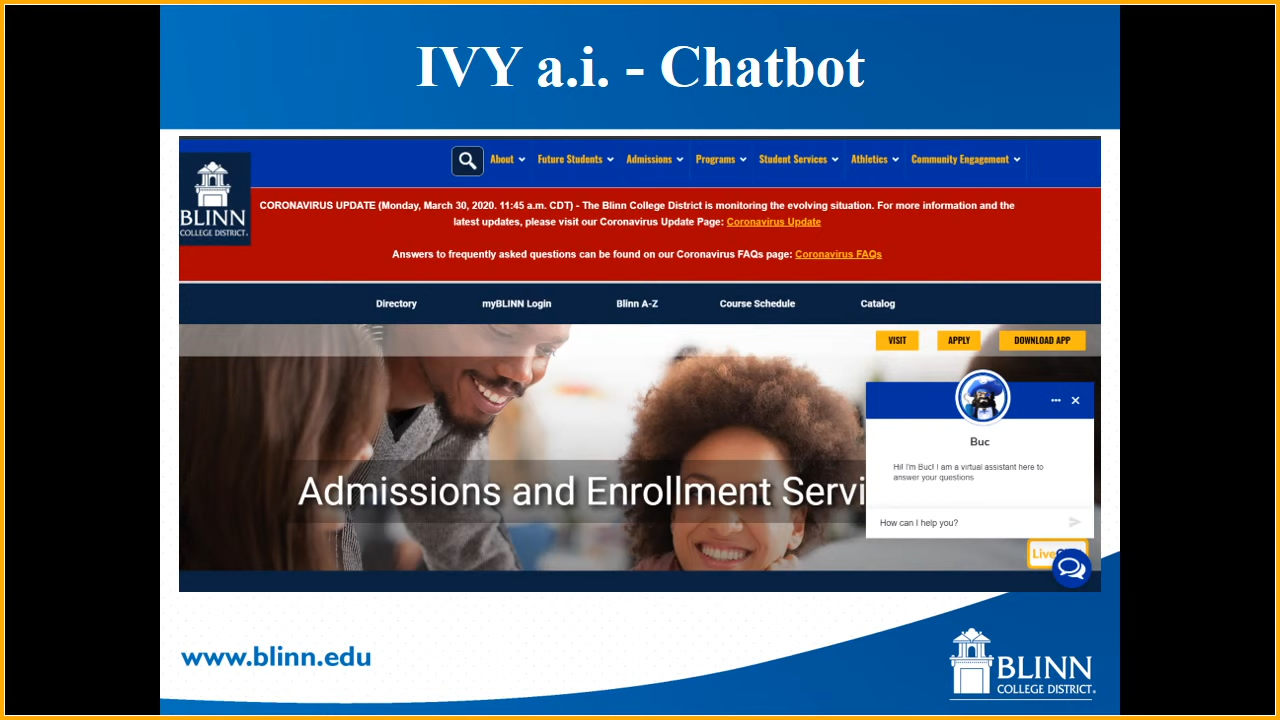 IVY a.i. - Chatbot
About Future Students Admissions Programs Student Services Athletics Community Engagement
BLINN
COLLEGE DISTRICT.
CORONAVIRUS UPDATE (Monday, March 30, 2020. 11:45 a.m. CDT) - The Blinn College District is monitoring the evolving situation. For more information and the
latest updates, please visit our Coronavirus Update Page: Coronavirus Update
Answers to frequently asked questions can be found on our Coronavirus FAQs page: Coronavirus FAQs
Directory myBLINN Login Blinn A-Z Course Schedule Catalog
VISIT APPLY DOWNLOAD APP
Admissions and Enrollment Servi
Buc
Hi! I'm Buc! I am a virtual assistant here to
answer your questions
How can I help you?
Live
www.blinn.edu
BLINN
COLLEGE DISTRICT.